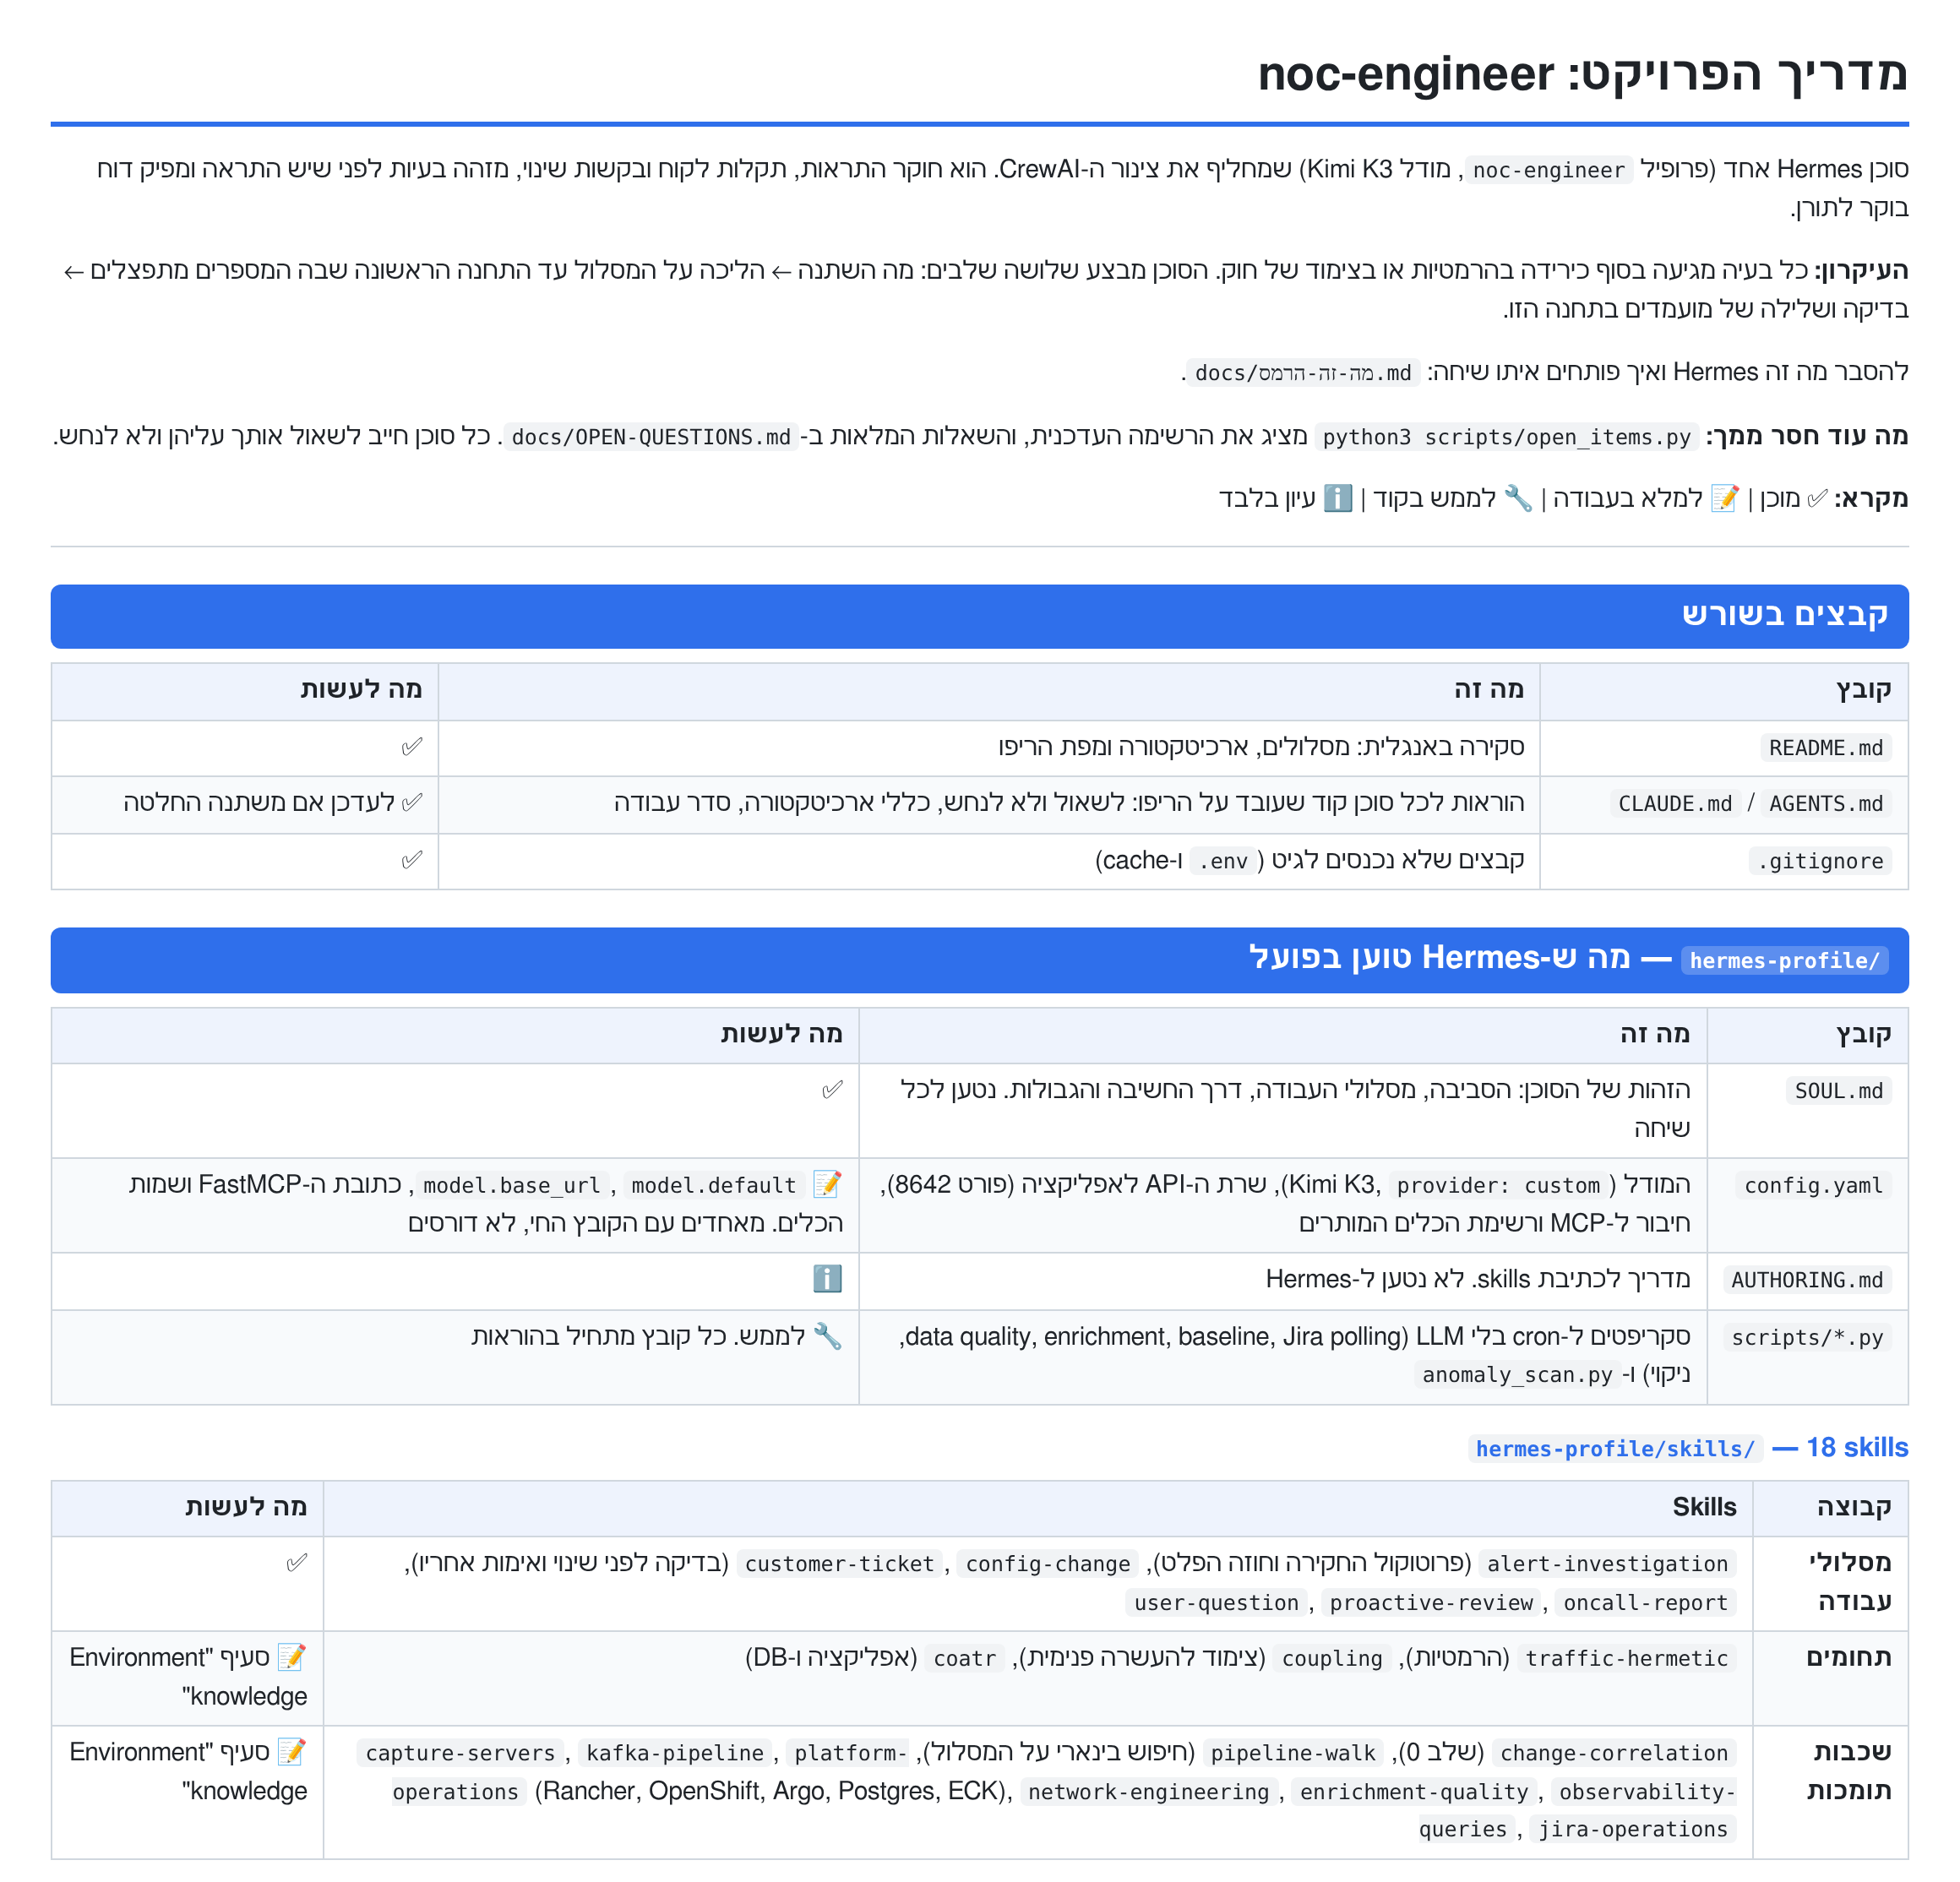 מדריך הפרויקט: noc-engineer
סוכן Hermes אחד (פרופיל noc-engineer, מודל Kimi K3) שמחליף את צינור ה-CrewAI. הוא חוקר התראות, תקלות לקוח ובקשות שינוי, מזהה בעיות לפני שיש התראה ומפיק דוח
בוקר לתורן.
העיקרון: כל בעיה מגיעה בסוף כירידה בהרמטיות או בצימוד של חוק. הסוכן מבצע שלושה שלבים: מה השתנה ← הליכה על המסלול עד התחנה הראשונה שבה המספרים מתפצלים ←
בדיקה ושלילה של מועמדים בתחנה הזו.
להסבר מה זה Hermes ואיך פותחים איתו שיחה: docs/מה-זה-הרמס.md.
מה עוד חסר ממך: python3 scripts/open_items.py מציג את הרשימה העדכנית, והשאלות המלאות ב-docs/OPEN-QUESTIONS.md. כל סוכן חייב לשאול אותך עליהן ולא לנחש.
מקרא: ✅ מוכן | 📝 למלא בעבודה | 🔧 לממש בקוד | ℹ️ עיון בלבד
קבצים בשורש
קובץ מה זה מה לעשות
README.md סקירה באנגלית: מסלולים, ארכיטקטורה ומפת הריפו ✅
CLAUDE.md / AGENTS.md הוראות לכל סוכן קוד שעובד על הריפו: לשאול ולא לנחש, כללי ארכיטקטורה, סדר עבודה ✅ לעדכן אם משתנה החלטה
.gitignore קבצים שלא נכנסים לגיט (.env ו-cache) ✅
hermes-profile/ — מה ש-Hermes טוען בפועל
קובץ מה זה מה לעשות
SOUL.md הזהות של הסוכן: הסביבה, מסלולי העבודה, דרך החשיבה והגבולות. נטען לכל ✅
שיחה
config.yaml המודל (Kimi K3, provider: custom), שרת ה-API לאפליקציה (פורט 8642), 📝 model.default, model.base_url, כתובת ה-FastMCP ושמות
חיבור ל-MCP ורשימת הכלים המותרים הכלים. מאחדים עם הקובץ החי, לא דורסים
AUTHORING.md מדריך לכתיבת skills. לא נטען ל-Hermes ℹ️
scripts/*.py סקריפטים ל-cron בלי LLM (data quality, enrichment, baseline, Jira polling, 🔧 לממש. כל קובץ מתחיל בהוראות
ניקוי) ו-anomaly_scan.py
hermes-profile/skills/ — 18 skills
קבוצה Skills מה לעשות
מסלולי alert-investigation (פרוטוקול החקירה וחוזה הפלט), customer-ticket, config-change (בדיקה לפני שינוי ואימות אחריו), ✅
עבודה user-question, proactive-review, oncall-report
תחומים traffic-hermetic (הרמטיות), coupling (צימוד להעשרה פנימית), coatr (אפליקציה ו-DB) 📝 סעיף "Environment
knowledge"
שכבות change-correlation (שלב 0), pipeline-walk (חיפוש בינארי על המסלול), capture-servers, kafka-pipeline, platform- 📝 סעיף "Environment
תומכות operations (Rancher, OpenShift, Argo, Postgres, ECK), network-engineering, enrichment-quality, observability- knowledge"
queries, jira-operations